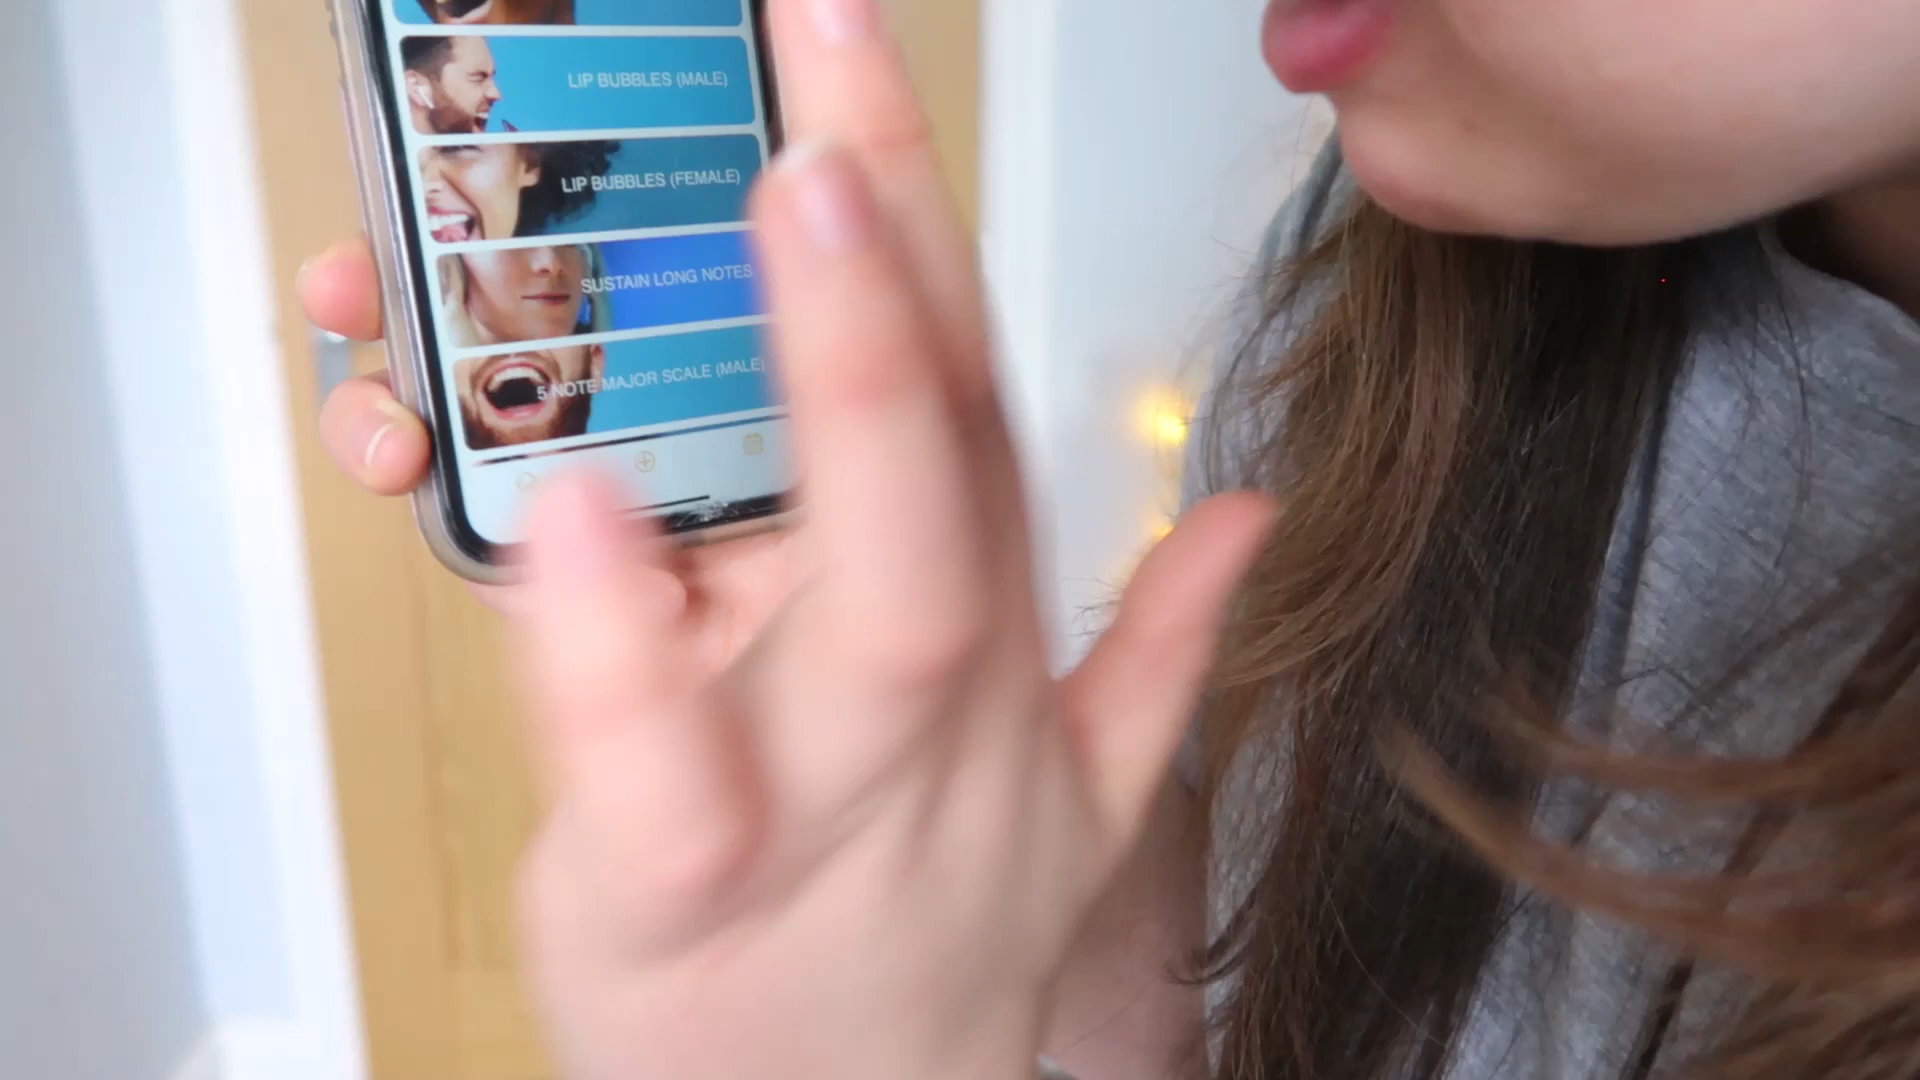 LIP BUBBLES (MALE)
LIP BUBBLES (FEMALE)
SUSTAIN LONG NOTES
5 NOTE MAJOR SCALE (MALE)